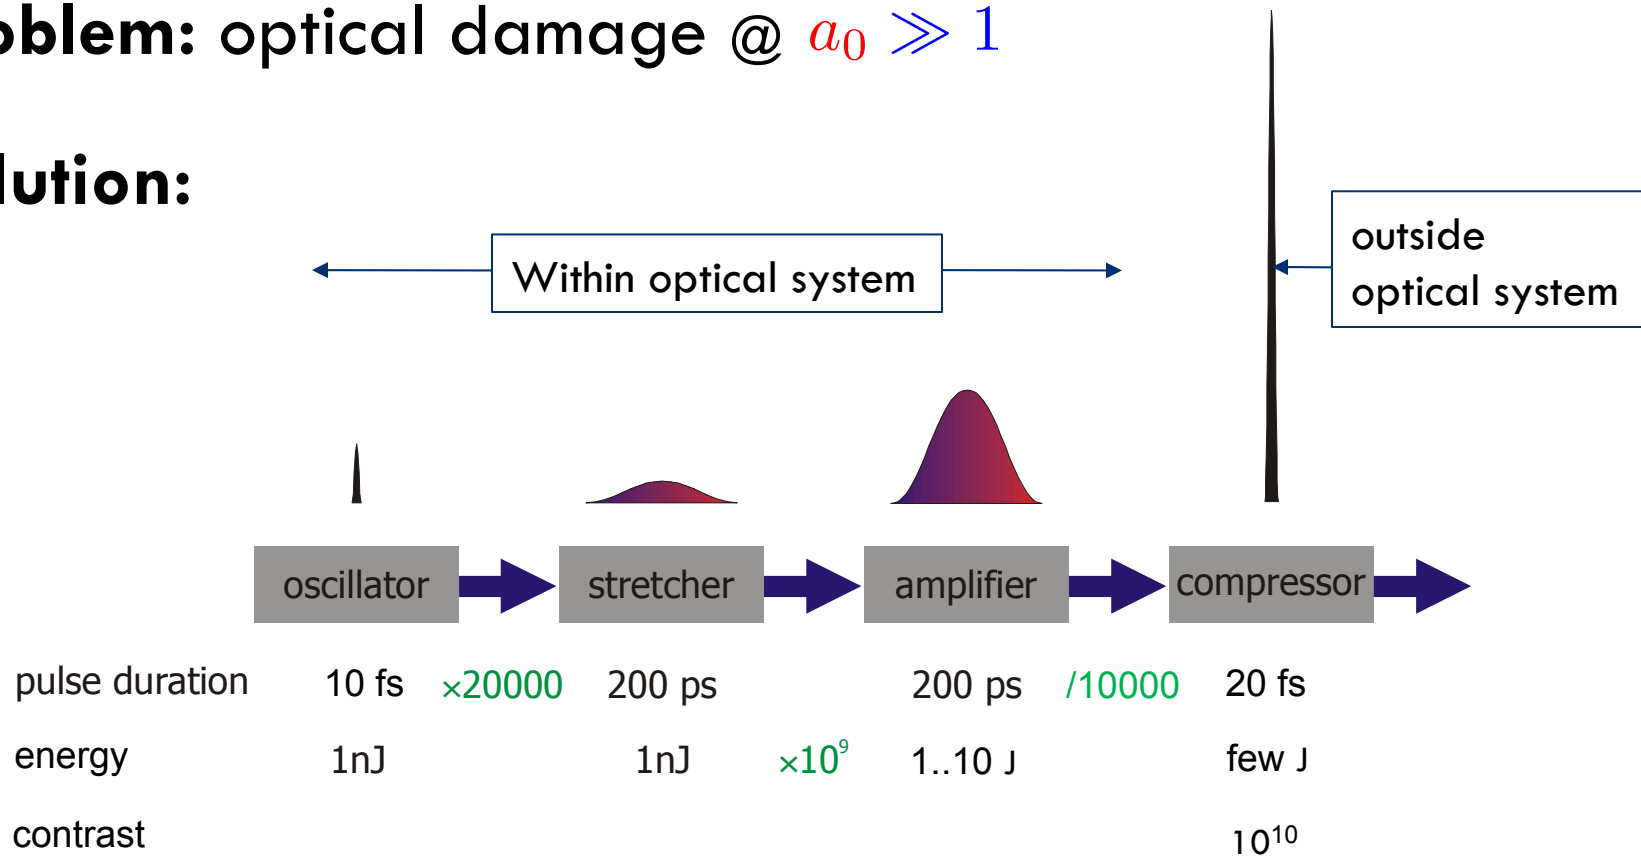 oblem: optical damage @ a₀ ≫ 1
lution:
Within optical system
outside
optical system
oscillator stretcher amplifier compressor
pulse duration 10 fs ×20000 200 ps 200 ps /10000 20 fs
energy 1nJ 1nJ ×10⁹ 1..10 J few J
contrast 10¹⁰